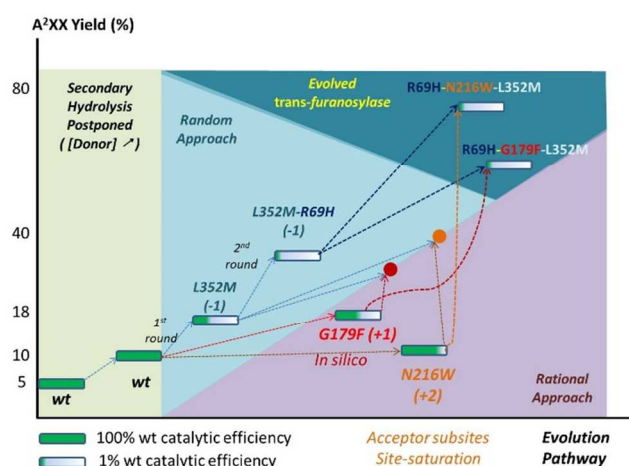 A²XX Yield (%)
80
40
18
10
5
Secondary
Hydrolysis
Postponed
( [Donor] ↗ )
Random
Approach
Evolved
trans-furanosylase
R69H-N216W-L352M
R69H-G179F-L352M
L352M-R69H
(-1)
2nd
round
L352M
(-1)
1st
round
G179F (+1)
In silico
N216W
(+2)
wt
wt
Rational
Approach
100% wt catalytic efficiency
1% wt catalytic efficiency
Acceptor subsites
Site-saturation
Evolution
Pathway